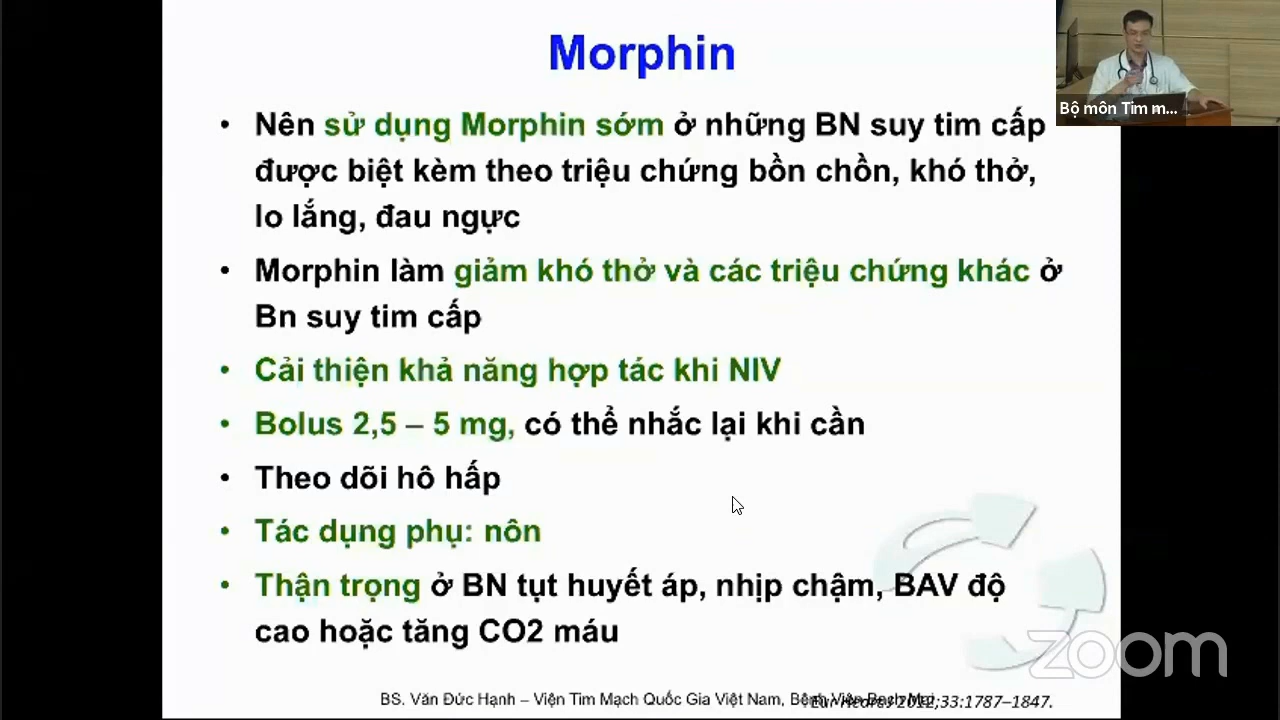 Morphin
Bộ môn Tim m...
• Nên sử dụng Morphin sớm ở những BN suy tim cấp
được biệt kèm theo triệu chứng bồn chồn, khó thở,
lo lắng, đau ngực
• Morphin làm giảm khó thở và các triệu chứng khác ở
Bn suy tim cấp
• Cải thiện khả năng hợp tác khi NIV
• Bolus 2,5 – 5 mg, có thể nhắc lại khi cần
• Theo dõi hô hấp
• Tác dụng phụ: nôn
• Thận trọng ở BN tụt huyết áp, nhịp chậm, BAV độ
cao hoặc tăng CO2 máu
zoom
BS. Văn Đức Hạnh – Viện Tim Mạch Quốc Gia Việt Nam, Bệnh Viện Bạch Mai
2012;33:1787–1847.